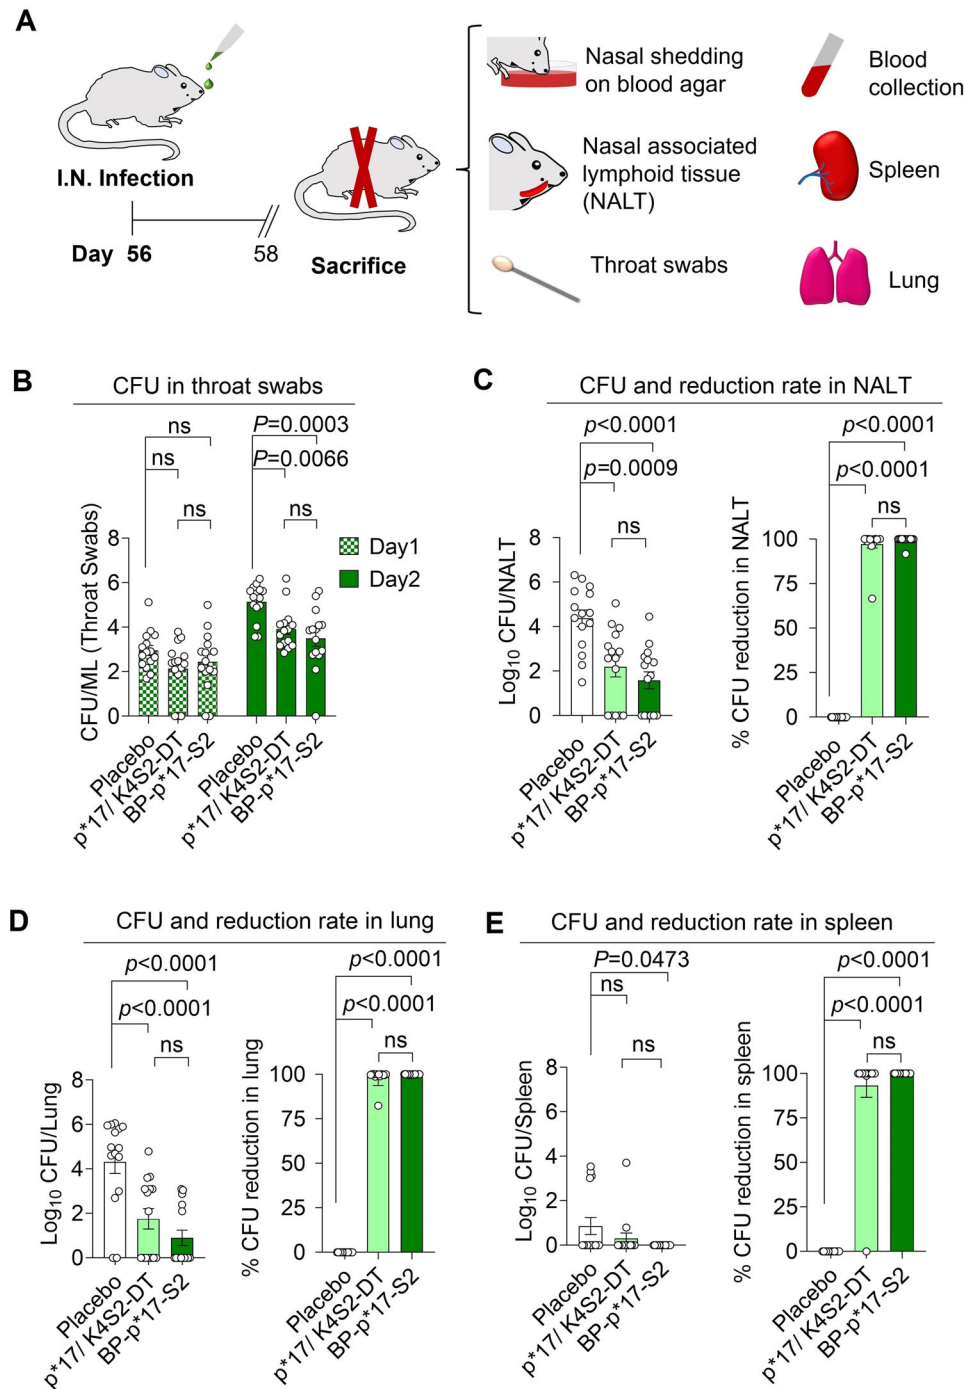 A
I.N. Infection
Day 56
58
Sacrifice
Nasal shedding
on blood agar
Nasal associated
lymphoid tissue
(NALT)
Throat swabs
Blood
collection
Spleen
Lung
B
CFU in throat swabs
ns
ns
ns
P=0.0003
P=0.0066
ns
CFU/ML (Throat Swabs)
8
6
4
2
0
Day1
Day2
Placebo
p*17/ K4S2-DT
BP-p*17-S2
Placebo
p*17/ K4S2-DT
BP-p*17-S2
C
CFU and reduction rate in NALT
p<0.0001
p=0.0009
ns
Log10 CFU/NALT
8
6
4
2
0
Placebo
p*17/ K4S2-DT
BP-p*17-S2
p<0.0001
p<0.0001
ns
% CFU reduction in NALT
100
75
50
25
0
Placebo
p*17/ K4S2-DT
BP-p*17-S2
D
CFU and reduction rate in lung
p<0.0001
p<0.0001
ns
Log10 CFU/Lung
8
6
4
2
0
Placebo
p*17/ K4S2-DT
BP-p*17-S2
p<0.0001
p<0.0001
ns
% CFU reduction in lung
100
75
50
25
0
Placebo
p*17/ K4S2-DT
BP-p*17-S2
E
CFU and reduction rate in spleen
P=0.0473
ns
ns
Log10 CFU/Spleen
8
6
4
2
0
Placebo
p*17/ K4S2-DT
BP-p*17-S2
p<0.0001
p<0.0001
ns
% CFU reduction in spleen
100
75
50
25
0
Placebo
p*17/ K4S2-DT
BP-p*17-S2